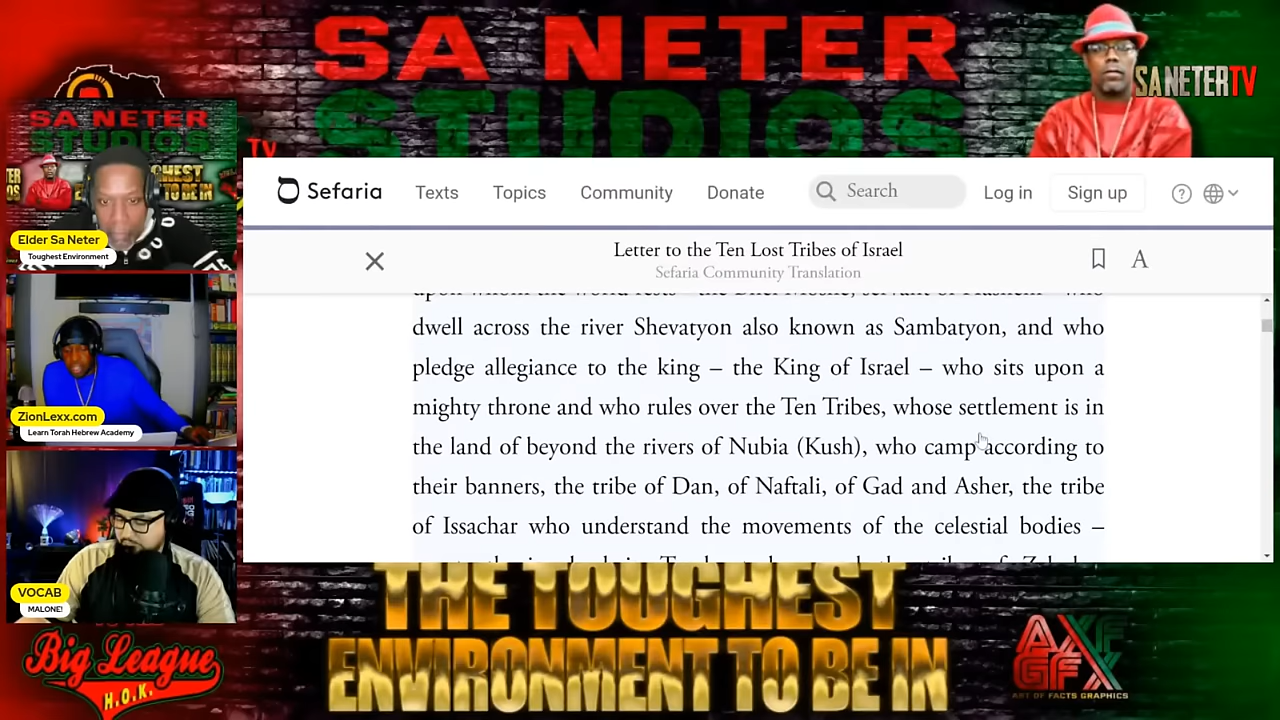 SA NETER
STUDIOS
TV
SA NETER TV
SA NETER
STUDIOS
Elder Sa Neter
Toughest Environment
ZionLexx.com
Learn Torah Hebrew Academy
VOCAB
MALONE!
Sefaria
Texts
Topics
Community
Donate
Search
Log in
Sign up
Letter to the Ten Lost Tribes of Israel
Sefaria Community Translation
A
dwell across the river Shevatyon also known as Sambatyon, and who
pledge allegiance to the king – the King of Israel – who sits upon a
mighty throne and who rules over the Ten Tribes, whose settlement is in
the land of beyond the rivers of Nubia (Kush), who camp according to
their banners, the tribe of Dan, of Naftali, of Gad and Asher, the tribe
of Issachar who understand the movements of the celestial bodies –
THE TOUGHEST
ENVIRONMENT TO BE IN
Big League
H.O.K.
AXF
GFX
ART OF FACTS GRAPHICS